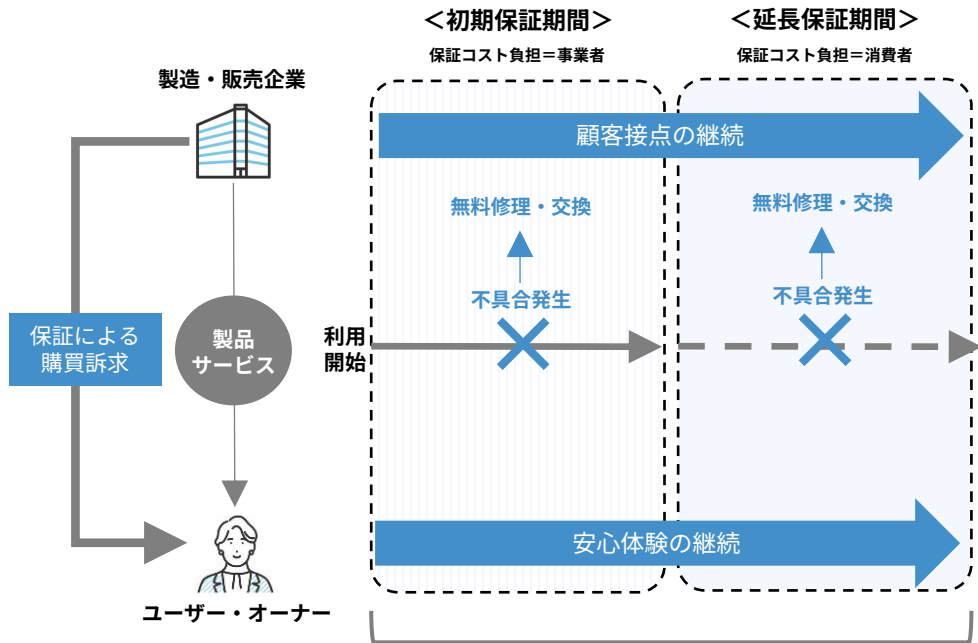 ＜初期保証期間＞
保証コスト負担＝事業者
＜延長保証期間＞
保証コスト負担＝消費者
製造・販売企業
顧客接点の継続
無料修理・交換
無料修理・交換
不具合発生
不具合発生
保証による
購買訴求
製品
サービス
利用
開始
安心体験の継続
ユーザー・オーナー